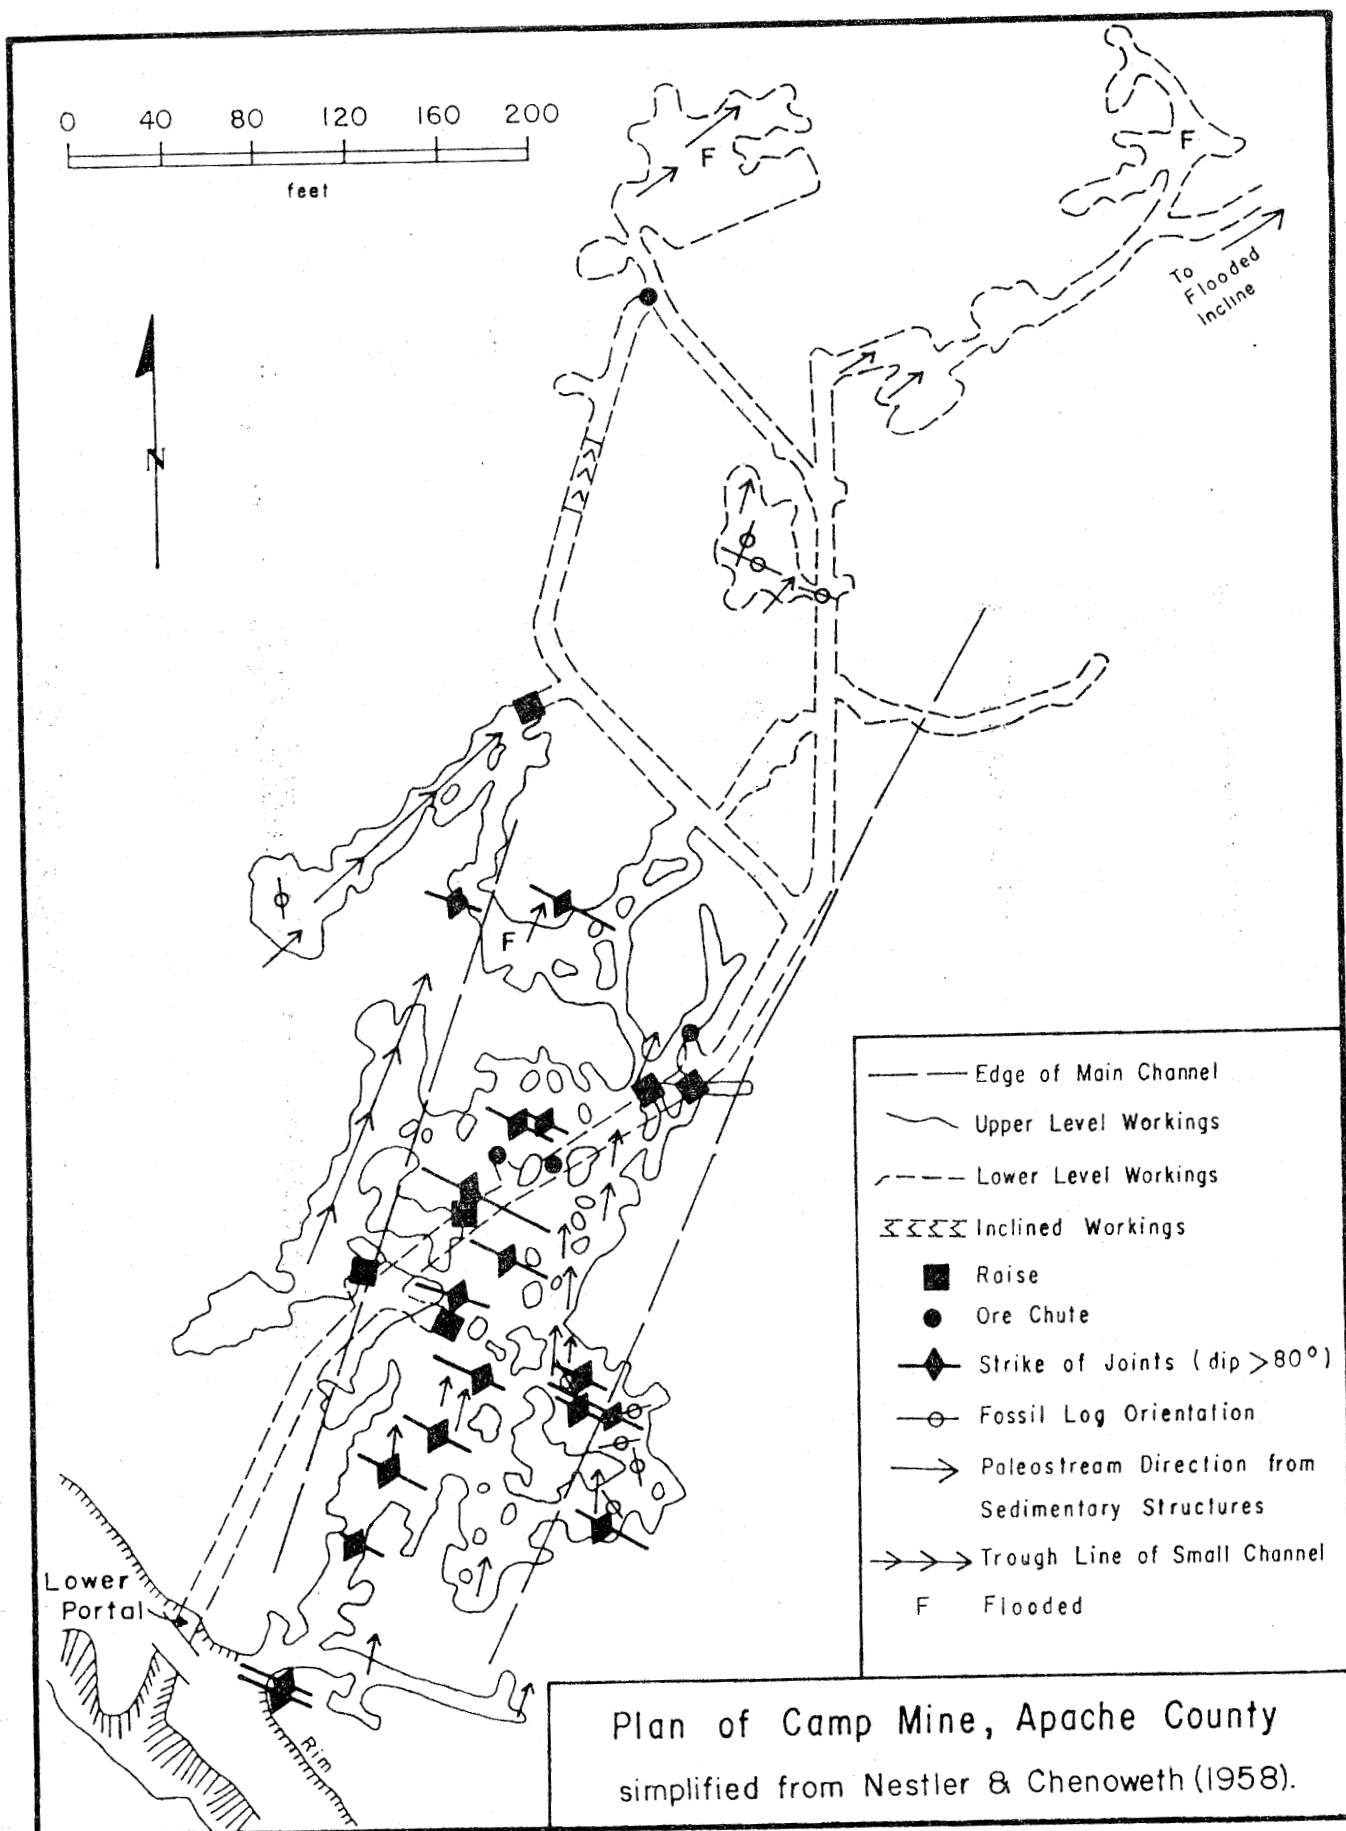 0 40 80 120 160 200
feet
F
F
To
Flooded
Incline
N
F
Edge of Main Channel
Upper Level Workings
Lower Level Workings
Inclined Workings
Raise
Ore Chute
Strike of Joints (dip >80°)
Fossil Log Orientation
Paleostream Direction from
Sedimentary Structures
Trough Line of Small Channel
F Flooded
Lower
Portal
Rim
Plan of Camp Mine, Apache County
simplified from Nestler & Chenoweth (1958).